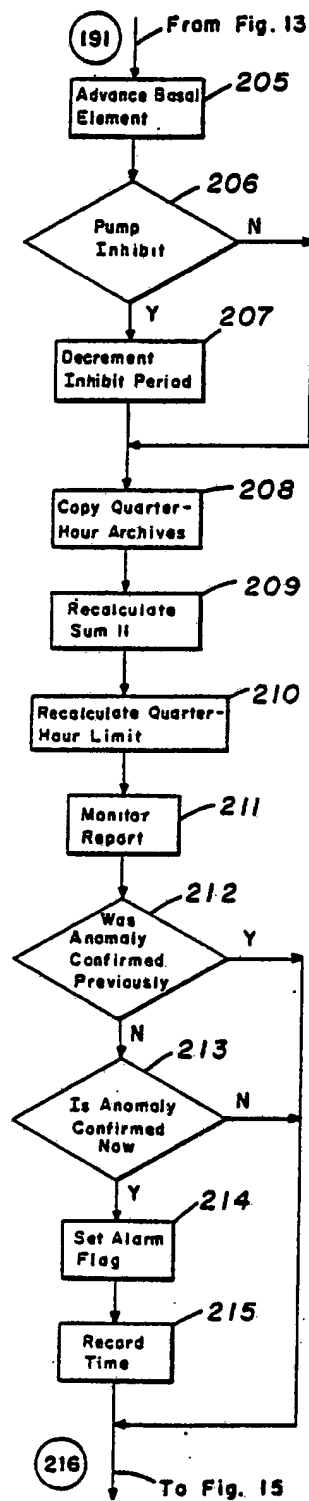 191
From Fig. 13
205
Advance Basal
Element
206
Pump
Inhibit
N
Y
207
Decrement
Inhibit Period
208
Copy Quarter-
Hour Archives
209
Recalculate
Sum II
210
Recalculate Quarter-
Hour Limit
211
Monitor
Report
212
Was
Anomaly
Confirmed
Previously
Y
N
213
Is Anomaly
Confirmed
Now
N
Y
214
Set Alarm
Flag
215
Record
Time
216
To Fig. 15